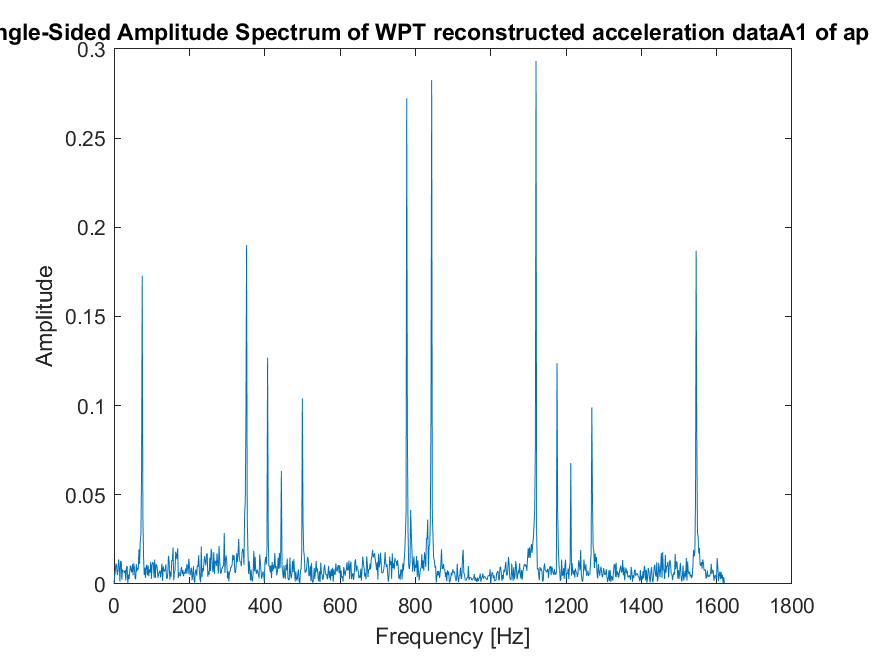 ngle-Sided Amplitude Spectrum of WPT reconstructed acceleration dataA1 of ap
0.3
0.25
0.2
0.15
0.1
0.05
0
Amplitude
0 200 400 600 800 1000 1200 1400 1600 1800
Frequency [Hz]